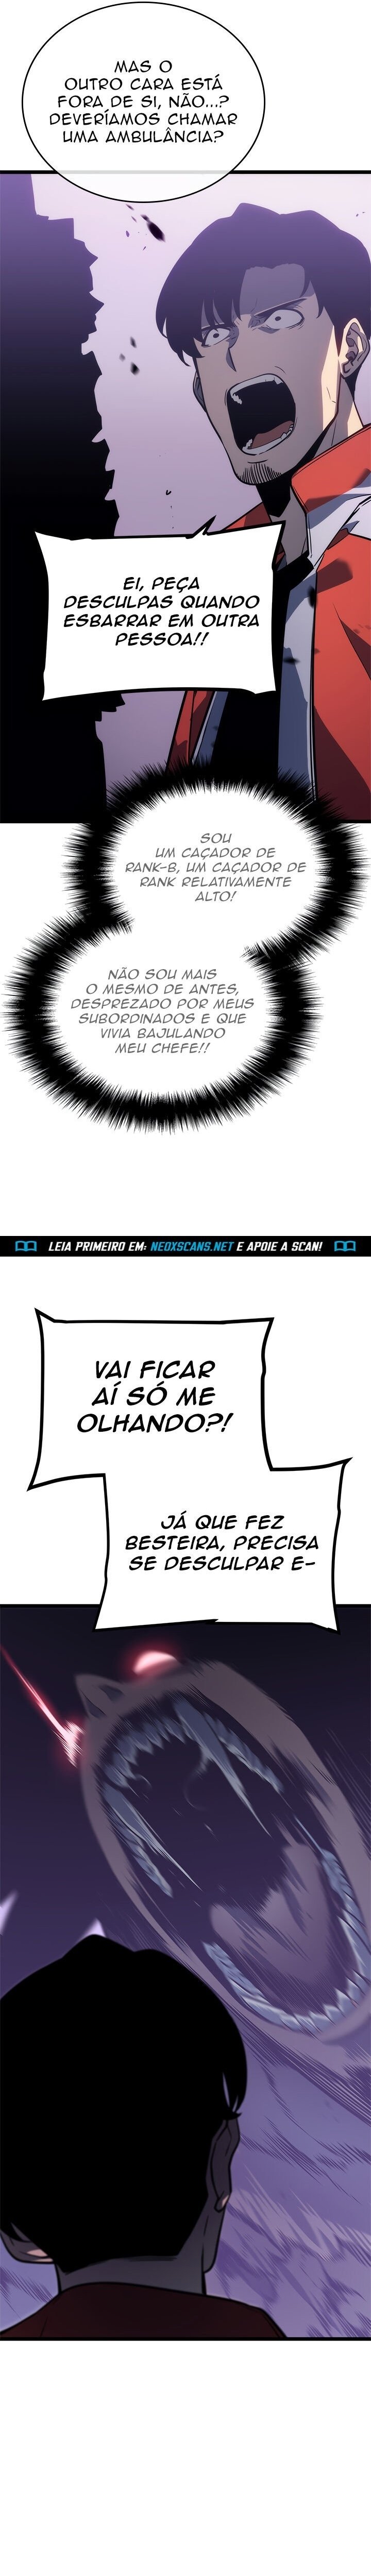 MAS O
OUTRO CARA ESTÁ
FORA DE SI, NÃO...?
DEVERÍAMOS CHAMAR
UMA AMBULÂNCIA?
EI, PEÇA
DESCULPAS QUANDO
ESBARRAR EM OUTRA
PESSOA!!
SOU
UM CAÇADOR DE
RANK-B, UM CAÇADOR DE
RANK RELATIVAMENTE
ALTO!
NÃO SOU MAIS
O MESMO DE ANTES,
DESPREZADO POR MEUS
SUBORDINADOS E QUE
VIVIA BAJULANDO
MEU CHEFE!!
LEIA PRIMEIRO EM: NEOXSCANS.NET E APOIE A SCAN!
VAI FICAR
AÍ SÓ ME
OLHANDO?!
JÁ QUE FEZ
BESTEIRA, PRECISA
SE DESCULPAR E-